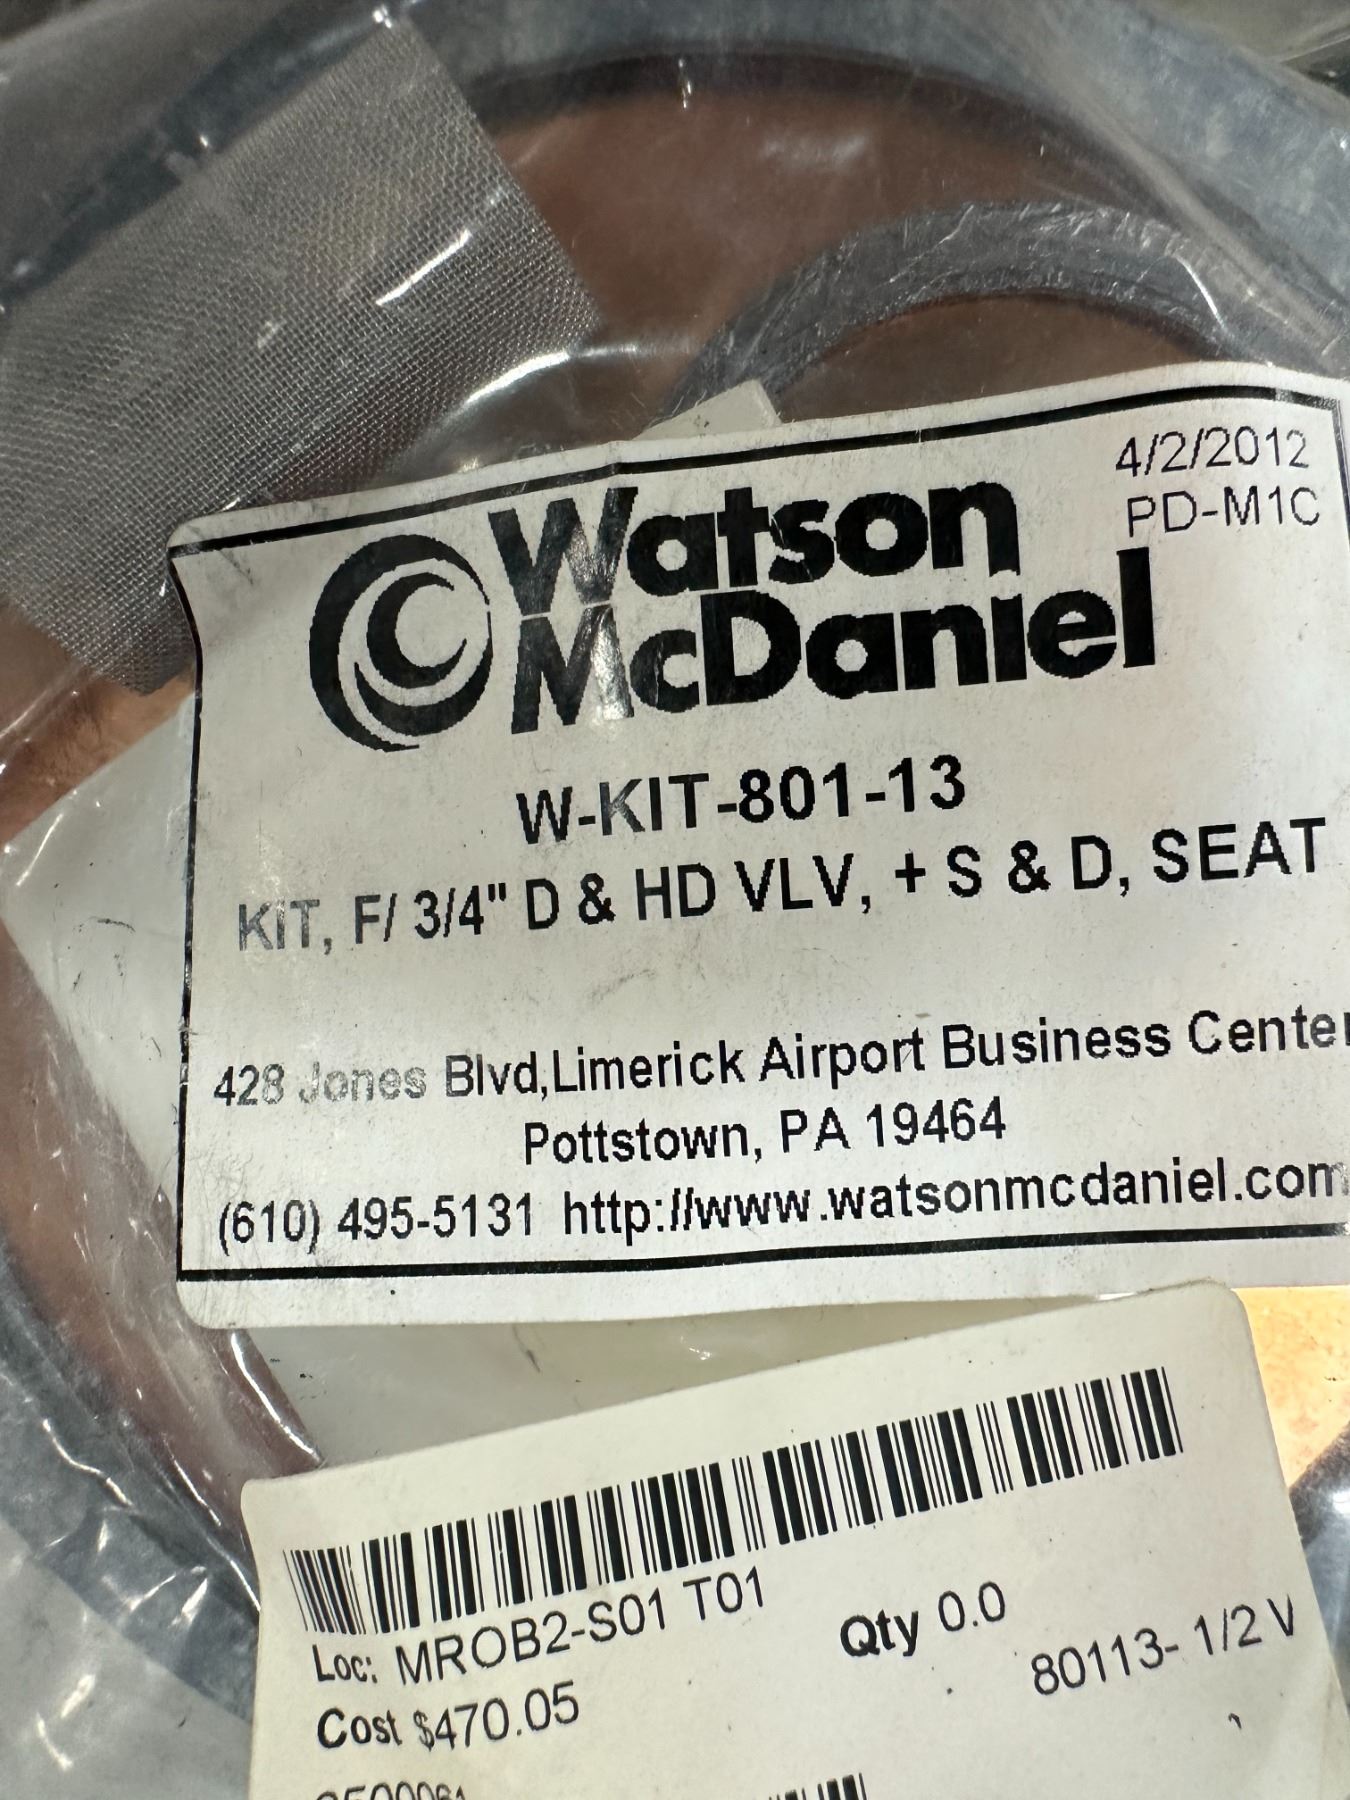 4/2/2012
PD-M1C
Watson
McDaniel
W-KIT-801-13
KIT, F/ 3/4" D & HD VLV, + S & D, SEAT
428 Jones Blvd,Limerick Airport Business Center
Pottstown, PA 19464
(610) 495-5131 http://www.watsonmcdaniel.com
Loc: MROB2-S01 T01
Qty 0.0
Cost $470.05
80113- 1/2 V